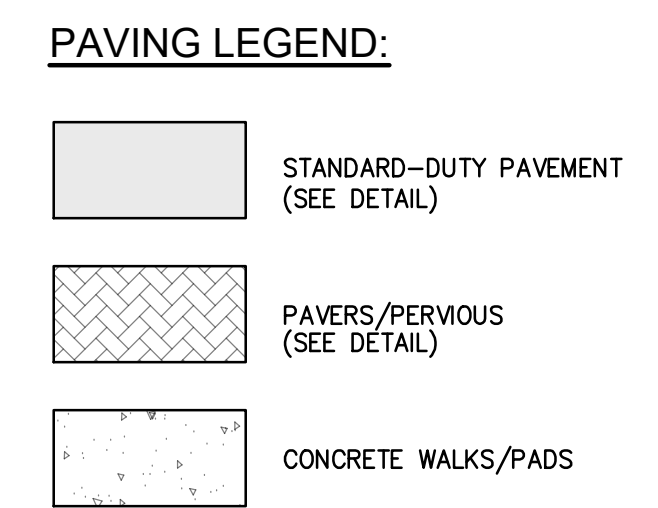 PAVING LEGEND:
STANDARD-DUTY PAVEMENT
(SEE DETAIL)
PAVERS/PERVIOUS
(SEE DETAIL)
CONCRETE WALKS/PADS